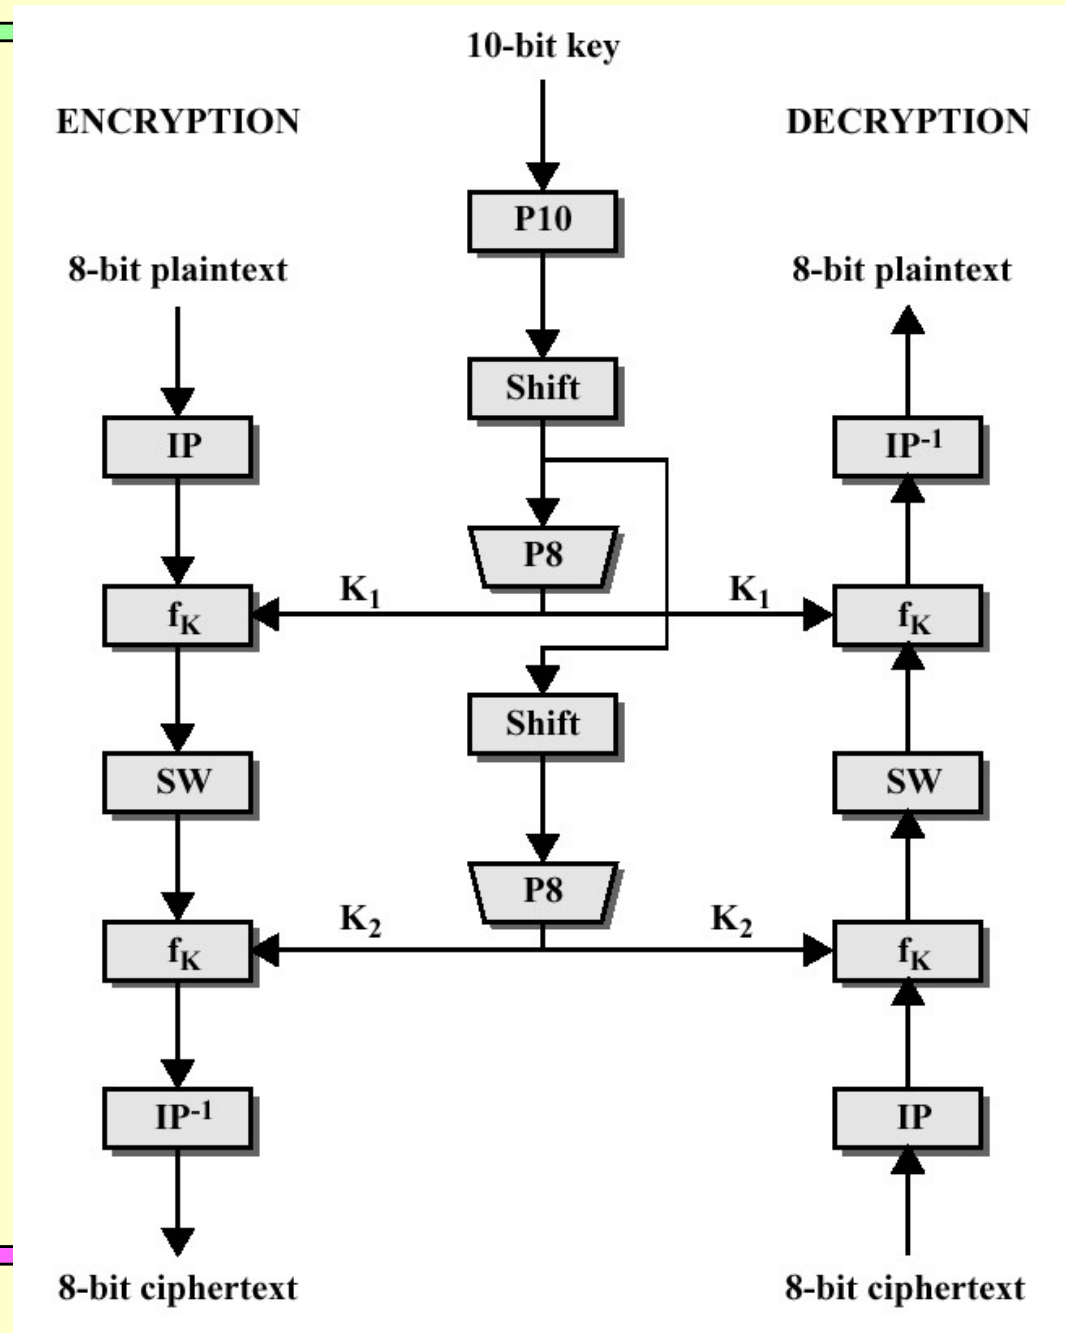 10-bit key
ENCRYPTION
DECRYPTION
P10
8-bit plaintext
8-bit plaintext
Shift
IP
IP-1
P8
K1
K1
fK
fK
Shift
SW
SW
P8
K2
K2
fK
fK
IP-1
IP
8-bit ciphertext
8-bit ciphertext